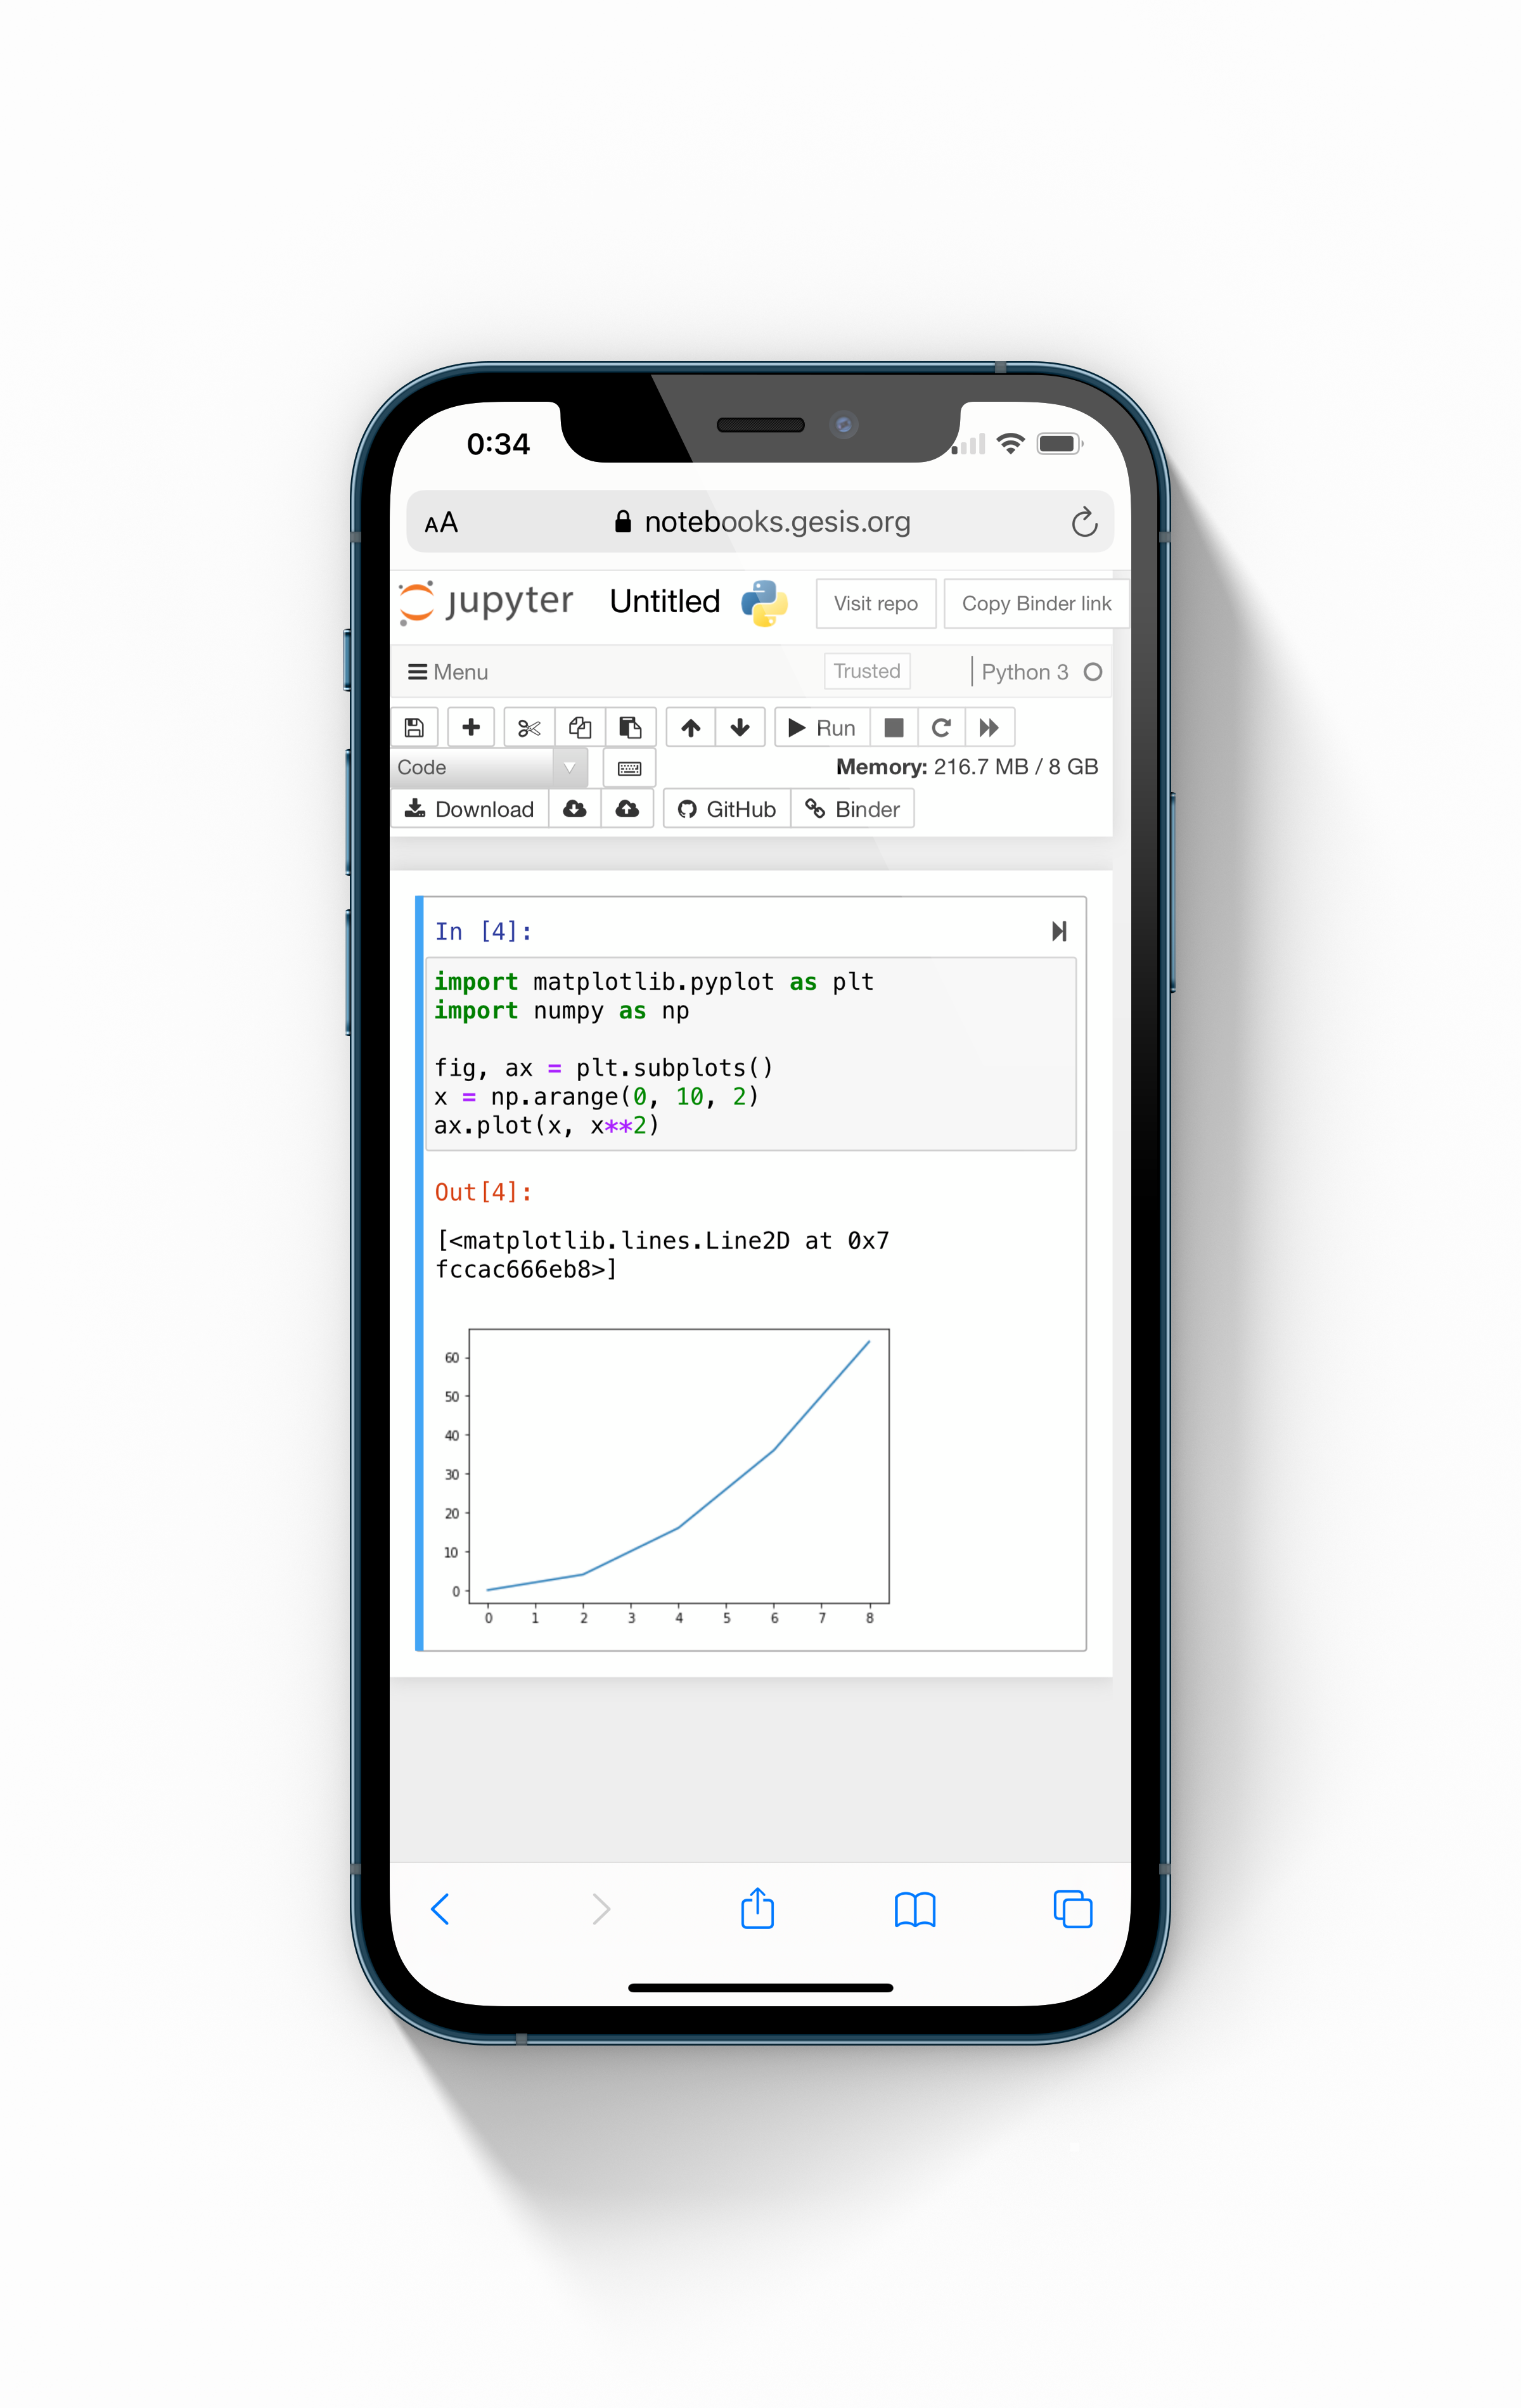 0:34
AA notebooks.gesis.org
jupyter Untitled Visit repo Copy Binder link
Menu Trusted Python 3
Run
Code Memory: 216.7 MB / 8 GB
Download GitHub Binder
In [4]:
import matplotlib.pyplot as plt
import numpy as np
fig, ax = plt.subplots()
x = np.arange(0, 10, 2)
ax.plot(x, x**2)
Out[4]:
[<matplotlib.lines.Line2D at 0x7
fccac666eb8>]
60
50
40
30
20
10
0
0 1 2 3 4 5 6 7 8